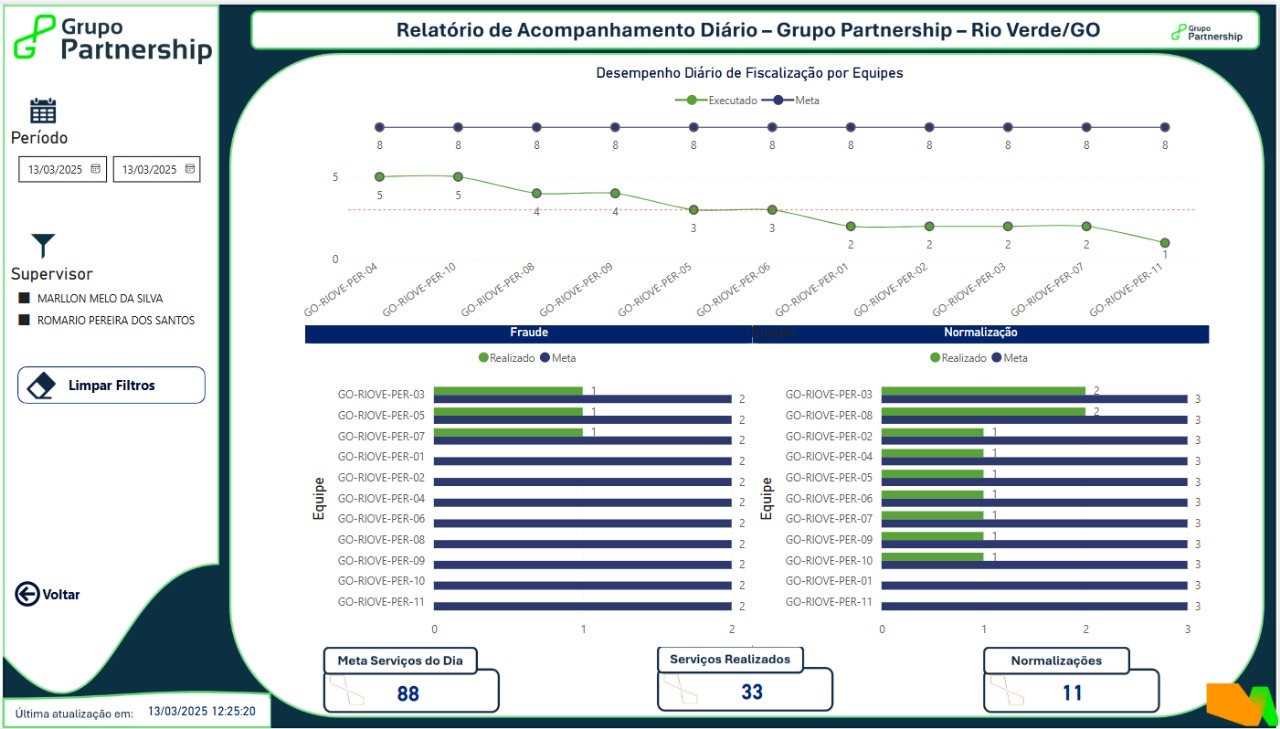 Grupo
Partnership
Relatório de Acompanhamento Diário – Grupo Partnership – Rio Verde/GO
Grupo
Partnership
Período
13/03/2025 13/03/2025
Supervisor
MARLLON MELO DA SILVA
ROMARIO PEREIRA DOS SANTOS
Limpar Filtros
Voltar
Última atualização em: 13/03/2025 12:25:20
Desempenho Diário de Fiscalização por Equipes
Executado Meta
8 8 8 8 8 8 8 8 8 8 8
5
5 5 4 4 3 3 2 2 2 2 1
0
GO-RIOVE-PER-04 GO-RIOVE-PER-10 GO-RIOVE-PER-08 GO-RIOVE-PER-09 GO-RIOVE-PER-05 GO-RIOVE-PER-06 GO-RIOVE-PER-01 GO-RIOVE-PER-02 GO-RIOVE-PER-03 GO-RIOVE-PER-07 GO-RIOVE-PER-11
Fraude
Realizado Meta
Equipe
GO-RIOVE-PER-03 1 2
GO-RIOVE-PER-05 1 2
GO-RIOVE-PER-07 1 2
GO-RIOVE-PER-01 2
GO-RIOVE-PER-02 2
GO-RIOVE-PER-04 2
GO-RIOVE-PER-06 2
GO-RIOVE-PER-08 2
GO-RIOVE-PER-09 2
GO-RIOVE-PER-10 2
GO-RIOVE-PER-11 2
0 1 2
Normalização
Realizado Meta
Equipe
GO-RIOVE-PER-03 2 3
GO-RIOVE-PER-08 2 3
GO-RIOVE-PER-02 1 3
GO-RIOVE-PER-04 1 3
GO-RIOVE-PER-05 1 3
GO-RIOVE-PER-06 1 3
GO-RIOVE-PER-07 1 3
GO-RIOVE-PER-09 1 3
GO-RIOVE-PER-10 1 3
GO-RIOVE-PER-01 3
GO-RIOVE-PER-11 3
0 1 2 3
Meta Serviços do Dia
88
Serviços Realizados
33
Normalizações
11